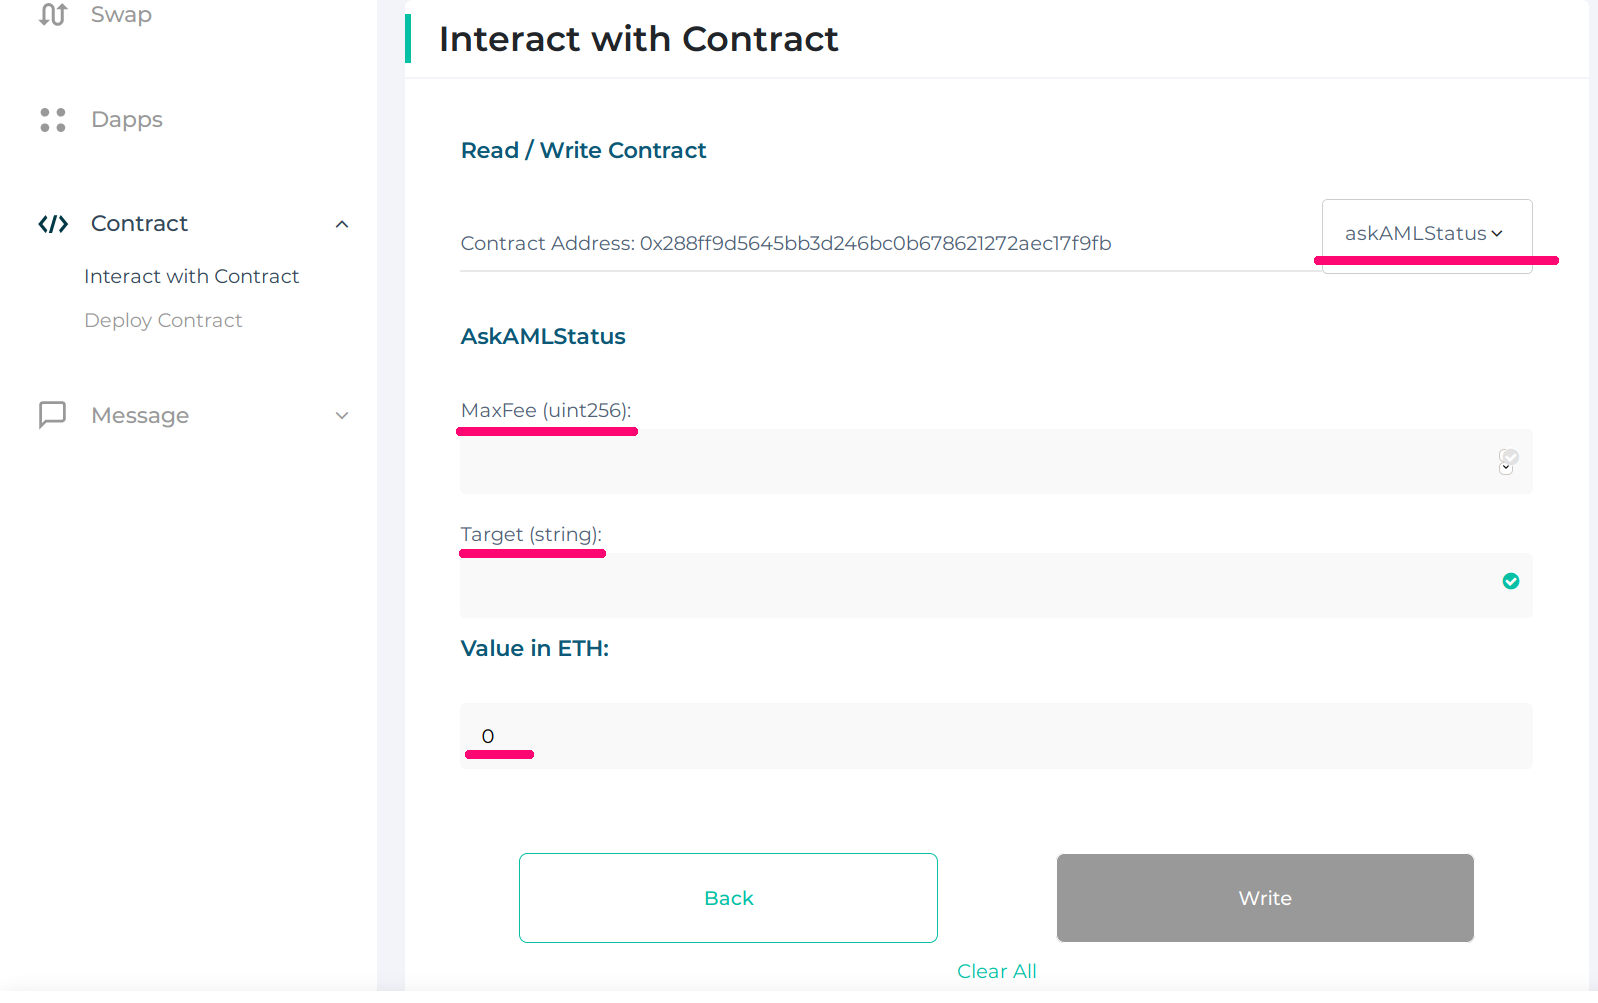 Swap
Dapps
Contract
Interact with Contract
Deploy Contract
Message
Interact with Contract
Read / Write Contract
Contract Address: 0x288ff9d5645bb3d246bc0b678621272aec17f9fb
askAMLStatus
AskAMLStatus
MaxFee (uint256):
Target (string):
Value in ETH:
0
Back
Write
Clear All